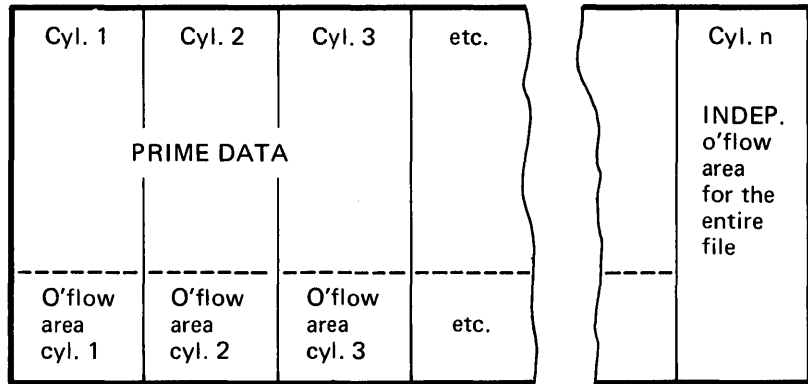 Cyl. 1
Cyl. 2
Cyl. 3
etc.
Cyl. n
PRIME DATA
INDEP.
o'flow
area
for the
entire
file
O'flow
area
cyl. 1
O'flow
area
cyl. 2
O'flow
area
cyl. 3
etc.